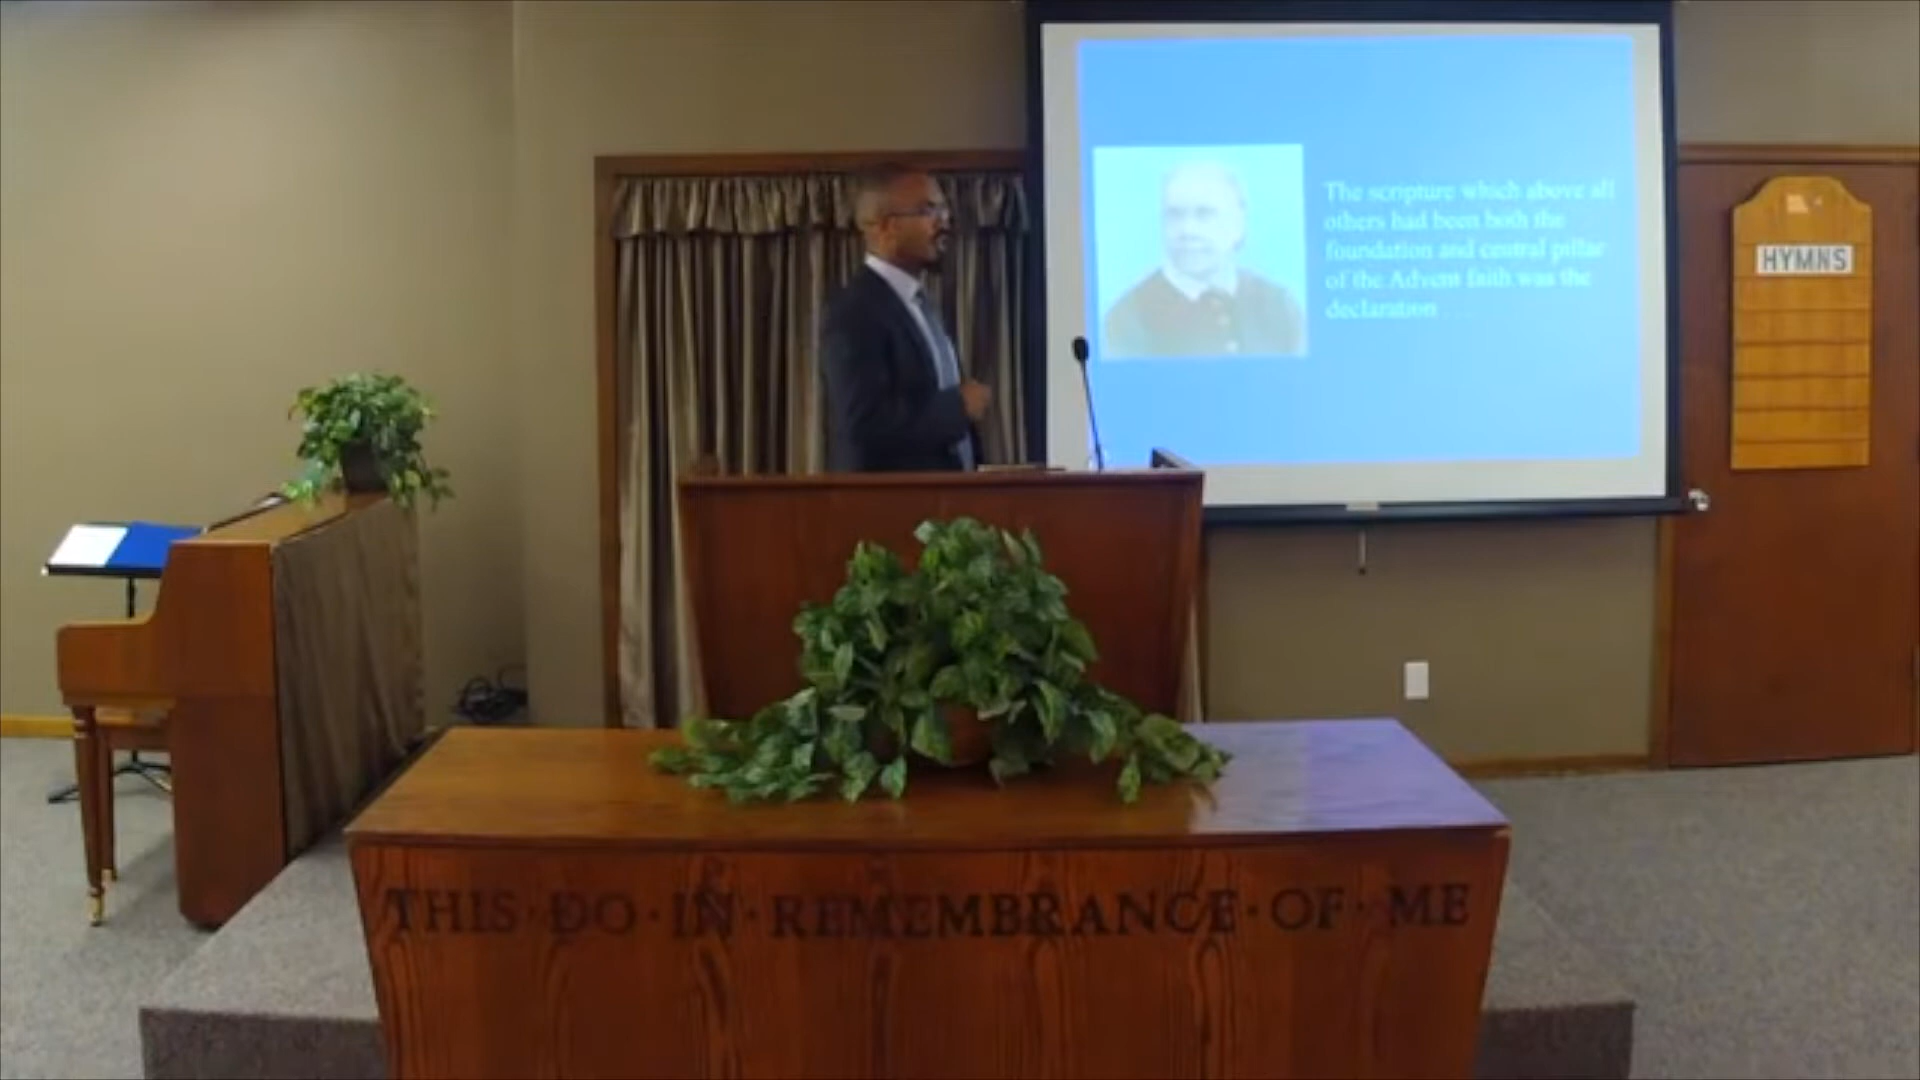 The scripture which above all
others had been both the
foundation and central pillar
of the Advent faith was the
declaration
HYMNS
THIS·DO·IN·REMEMBRANCE·OF·ME